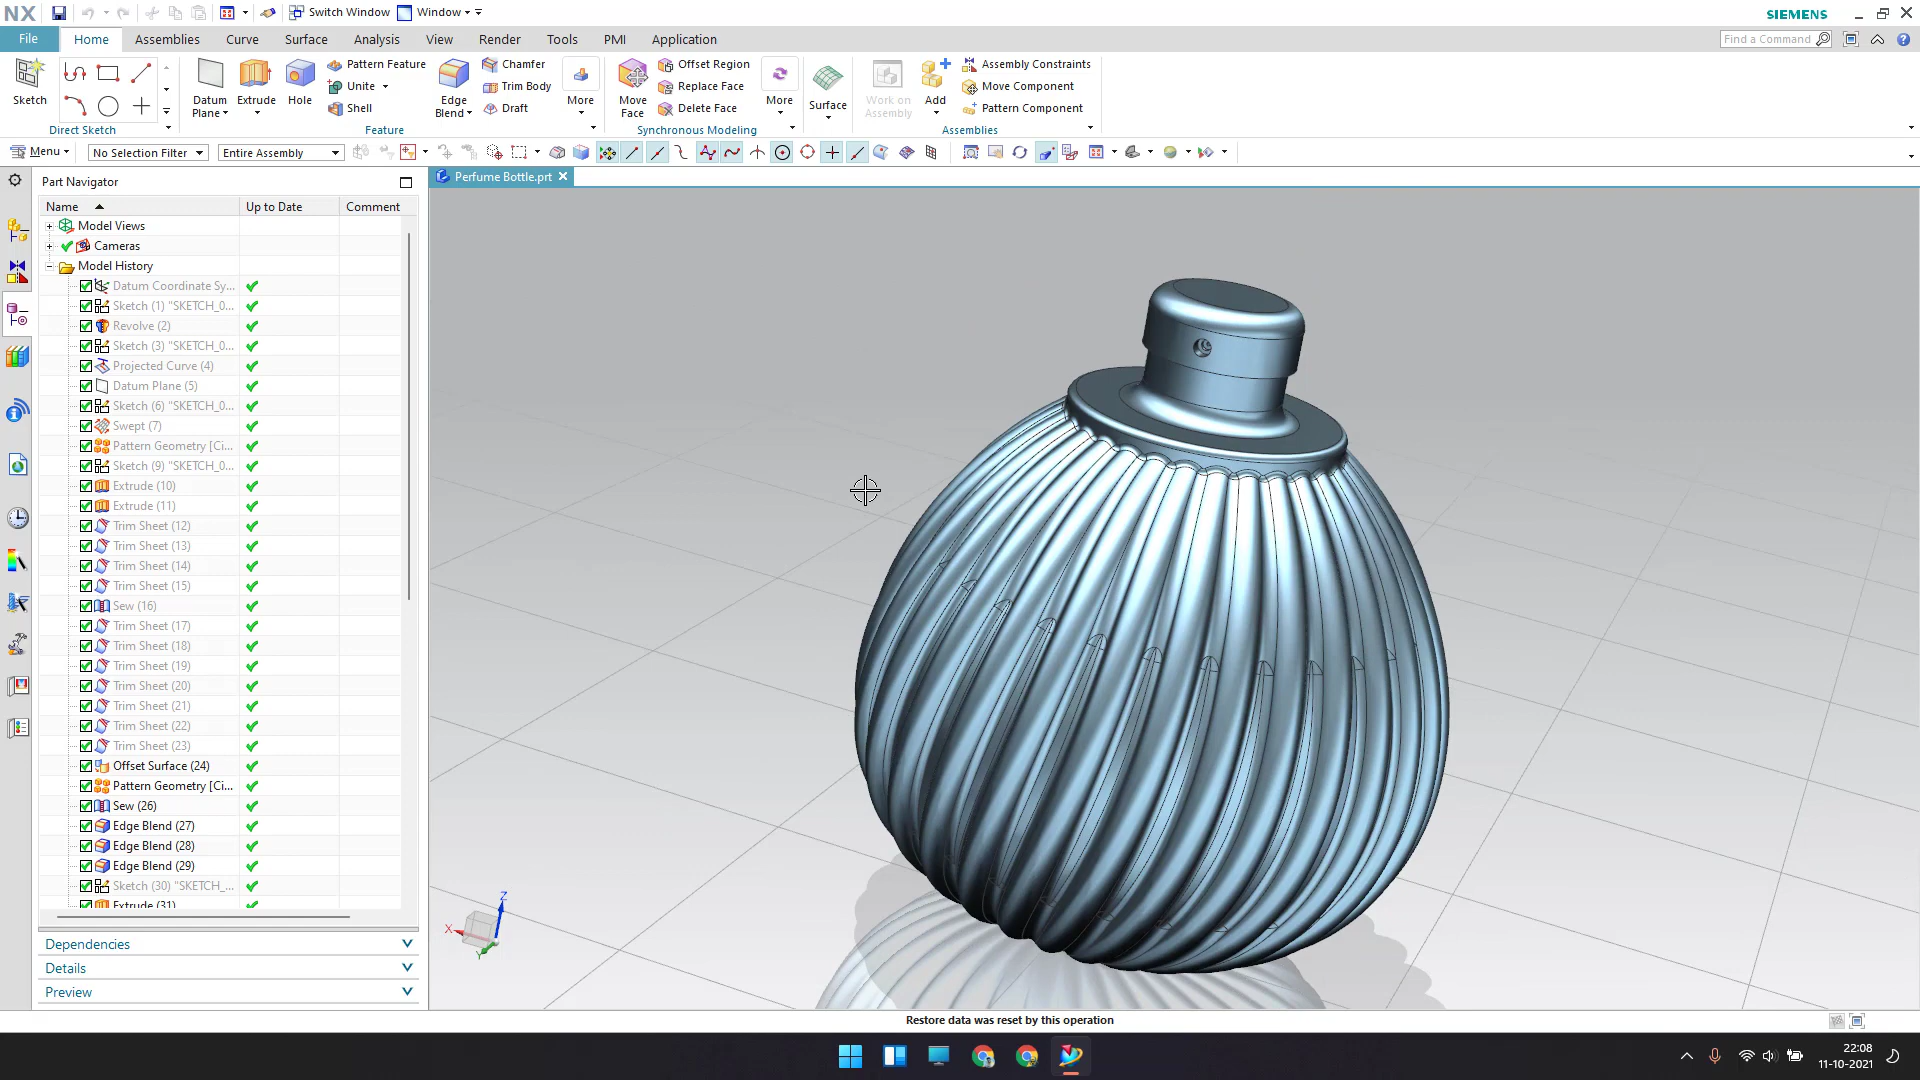 NX Switch Window Window SIEMENS
File Home Assemblies Curve Surface Analysis View Render Tools PMI Application Find a Command
Sketch
Direct Sketch
Datum Plane
Extrude
Hole
Pattern Feature
Unite
Shell
Edge Blend
Chamfer
Trim Body
Draft
More
Feature
Move Face
Offset Region
Replace Face
Delete Face
More
Synchronous Modeling
Surface
Work on Assembly
Add
Assembly Constraints
Move Component
Pattern Component
Assemblies
Menu No Selection Filter Entire Assembly
Part Navigator
Perfume Bottle.prt
Name Up to Date Comment
Model Views
Cameras
Model History
Datum Coordinate Sy...
Sketch (1) "SKETCH_0...
Revolve (2)
Sketch (3) "SKETCH_0...
Projected Curve (4)
Datum Plane (5)
Sketch (6) "SKETCH_0...
Swept (7)
Pattern Geometry [Ci...
Sketch (9) "SKETCH_0...
Extrude (10)
Extrude (11)
Trim Sheet (12)
Trim Sheet (13)
Trim Sheet (14)
Trim Sheet (15)
Sew (16)
Trim Sheet (17)
Trim Sheet (18)
Trim Sheet (19)
Trim Sheet (20)
Trim Sheet (21)
Trim Sheet (22)
Trim Sheet (23)
Offset Surface (24)
Pattern Geometry [Ci...
Sew (26)
Edge Blend (27)
Edge Blend (28)
Edge Blend (29)
Sketch (30) "SKETCH_...
Extrude (31)
Dependencies
Details
Preview
Z
X
Y
Restore data was reset by this operation
22:08
11-10-2021